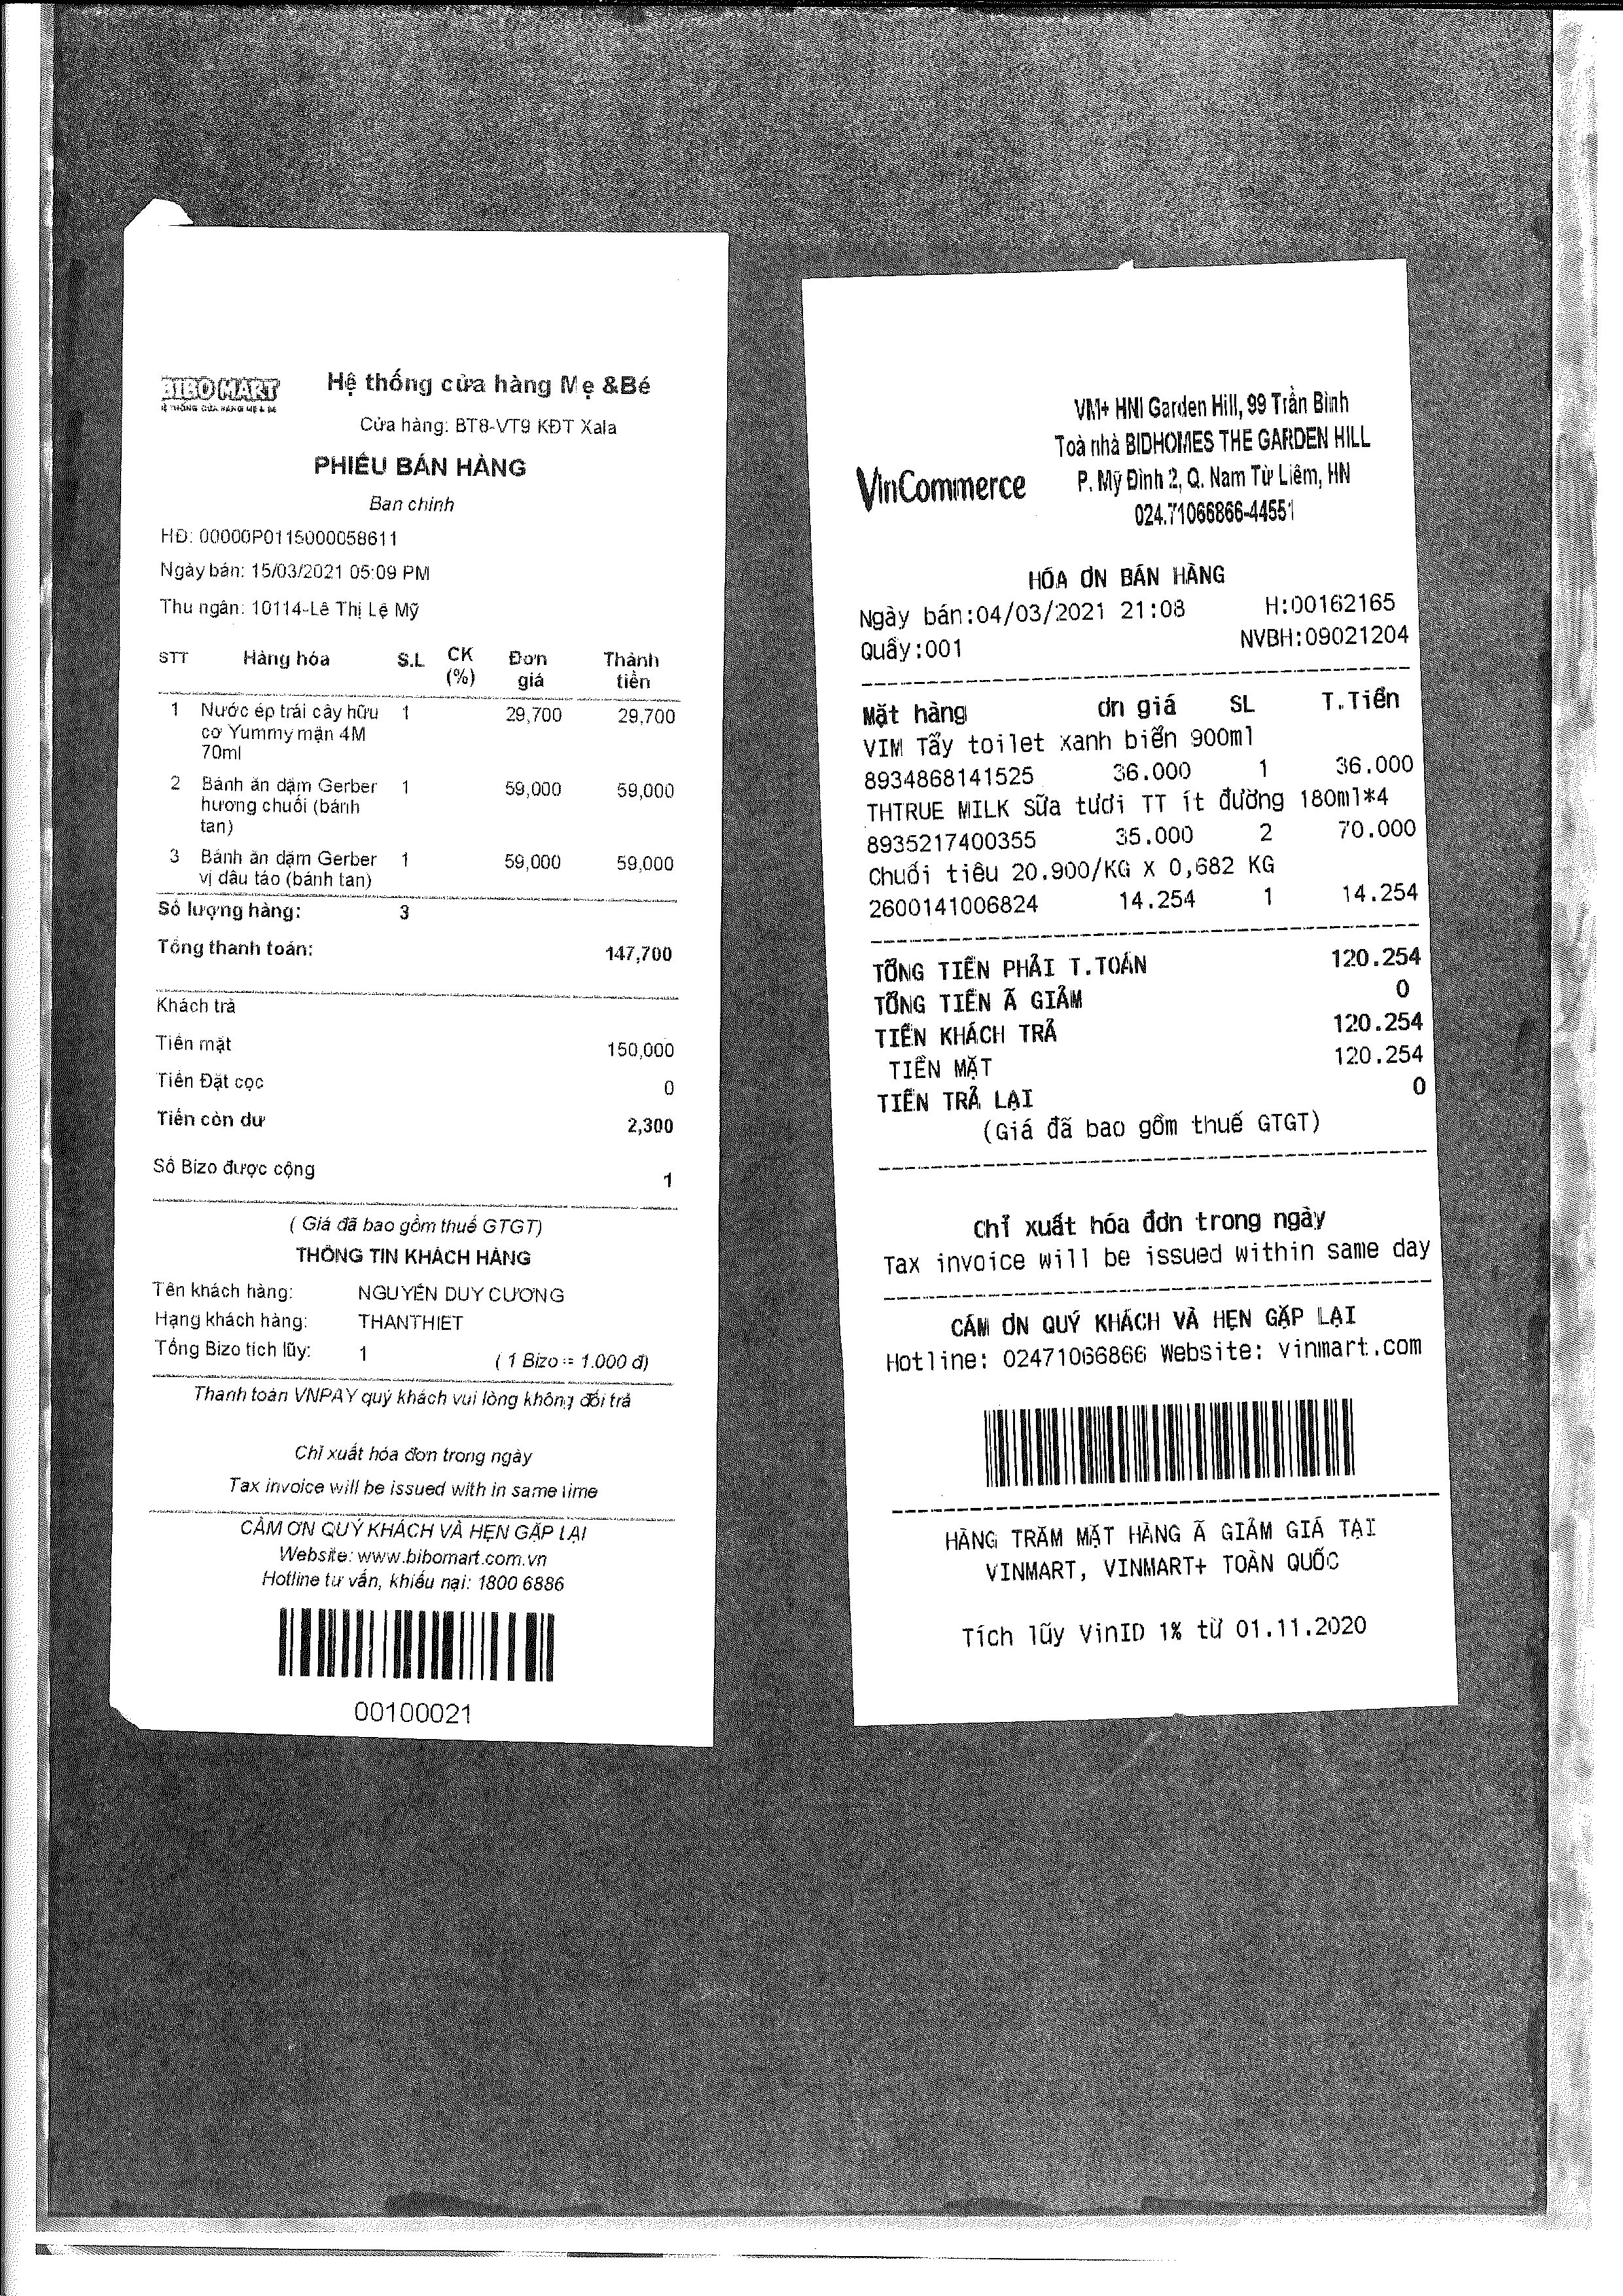 BIBO MART
HỆ THỐNG CỬA HÀNG MẸ & BÉ
Hệ thống cửa hàng Mẹ &Bé
Cửa hàng: BT8-VT9 KĐT Xala
PHIẾU BÁN HÀNG
Ban chinh
HĐ: 00000P0115000058611
Ngày bán: 15/03/2021 05:09 PM
Thu ngân: 10114-Lê Thị Lệ Mỹ
STT Hàng hóa S.L CK (%) Đơn giá Thành tiền
1 Nước ép trái cây hữu 1 29,700 29,700
cơ Yummy mận 4M
70ml
2 Bánh ăn dặm Gerber 1 59,000 59,000
hương chuối (bánh
tan)
3 Bánh ăn dặm Gerber 1 59,000 59,000
vị dâu táo (bánh tan)
Số lượng hàng: 3
Tổng thanh toán: 147,700
Khách trả
Tiền mặt 150,000
Tiền Đặt cọc 0
Tiền còn dư 2,300
Số Bizo được cộng 1
( Giá đã bao gồm thuế GTGT)
THÔNG TIN KHÁCH HÀNG
Tên khách hàng: NGUYỄN DUY CƯƠNG
Hạng khách hàng: THANTHIET
Tổng Bizo tích lũy: 1 ( 1 Bizo = 1.000 đ)
Thanh toán VNPAY quý khách vui lòng không đổi trả
Chỉ xuất hóa đơn trong ngày
Tax invoice will be issued with in same time
CẢM ƠN QUÝ KHÁCH VÀ HẸN GẶP LẠI
Website: www.bibomart.com.vn
Hotline tư vấn, khiếu nại: 1800 6886
00100021
VinCommerce
VM+ HNI Garden Hill, 99 Trần Bình
Toà nhà BIDHOMES THE GARDEN HILL
P. Mỹ Đình 2, Q. Nam Từ Liêm, HN
024.71066866-44551
HÓA ƠN BÁN HÀNG
Ngày bán:04/03/2021 21:08 H:00162165
Quầy:001 NVBH:09021204
Mặt hàng ơn giá SL T.Tiền
VIM Tẩy toilet xanh biển 900ml
8934868141525 36.000 1 36.000
THTRUE MILK Sữa tươi TT ít đường 180ml*4
8935217400355 35.000 2 70.000
Chuối tiêu 20.900/KG X 0,682 KG
2600141006824 14.254 1 14.254
TỔNG TIỀN PHẢI T.TOÁN 120.254
TỔNG TIỀN Ã GIẢM 0
TIỀN KHÁCH TRẢ 120.254
TIỀN MẶT 120.254
TIỀN TRẢ LẠI 0
(Giá đã bao gồm thuế GTGT)
Chỉ xuất hóa đơn trong ngày
Tax invoice will be issued within same day
CẢM ƠN QUÝ KHÁCH VÀ HẸN GẶP LẠI
Hotline: 02471066866 Website: vinmart.com
HÀNG TRĂM MẶT HÀNG Ã GIẢM GIÁ TẠI
VINMART, VINMART+ TOÀN QUỐC
Tích lũy VinID 1% từ 01.11.2020